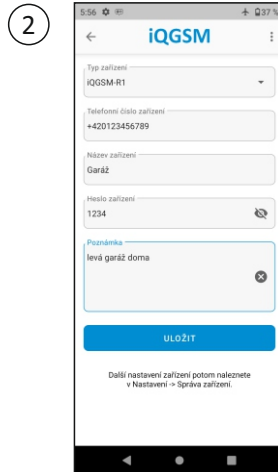 2
5:56 37 %
iQGSM
Typ zařízení
iQGSM-R1
Telefonní číslo zařízení
+420123456789
Název zařízení
Garáž
Heslo zařízení
1234
Poznámka
levá garáž doma
ULOŽIT
Další nastavení zařízení potom naleznete
v Nastavení -> Správa zařízení.